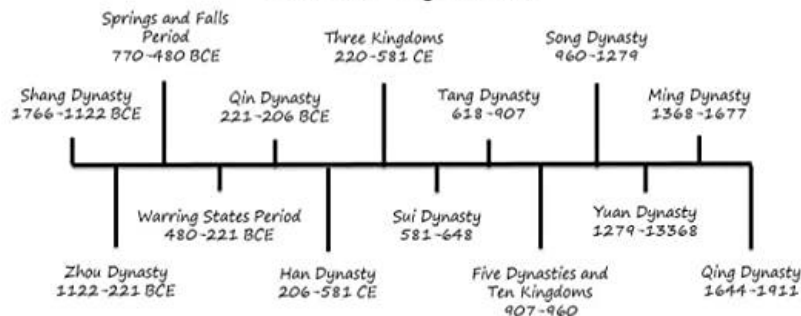 Springs and Falls
Period
770-480 BCE
Three Kingdoms
220-581 CE
Song Dynasty
960-1279
Shang Dynasty
1766-1122 BCE
Qin Dynasty
221-206 BCE
Tang Dynasty
618-907
Ming Dynasty
1368-1677
Warring States Period
480-221 BCE
Sui Dynasty
581-648
Yuan Dynasty
1279-13368
Zhou Dynasty
1122-221 BCE
Han Dynasty
206-581 CE
Five Dynasties and
Ten Kingdoms
907-960
Qing Dynasty
1644-1911